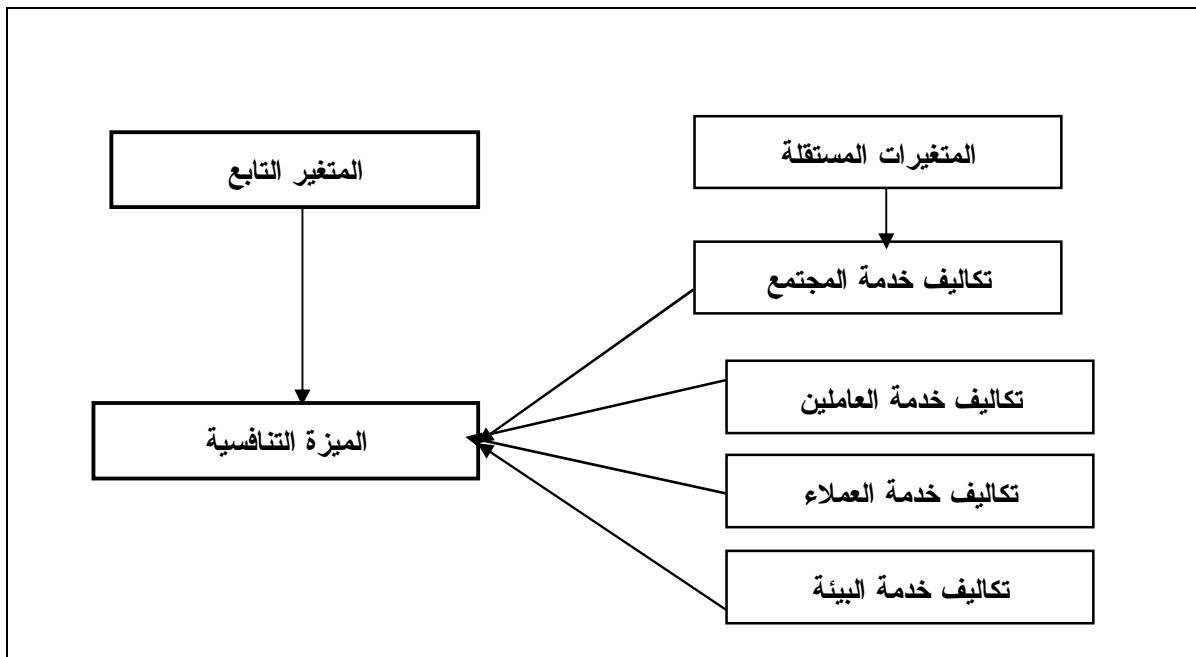 المتغيرات المستقلة
المتغير التابع
تكاليف خدمة المجتمع
تكاليف خدمة العاملين
الميزة التنافسية
تكاليف خدمة العملاء
تكاليف خدمة البيئة